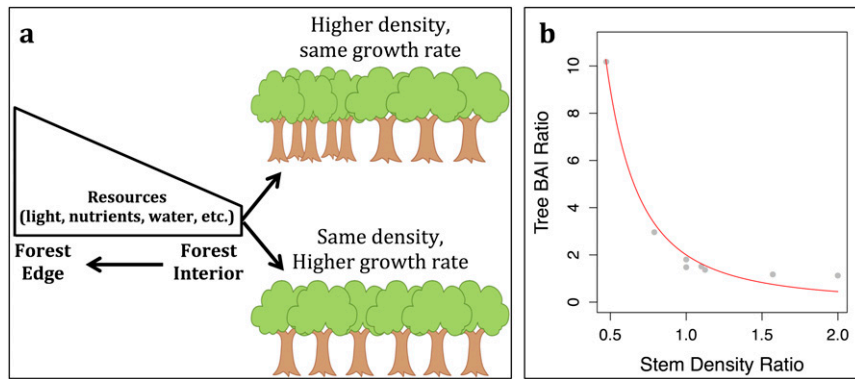 a
Higher density,
same growth rate
Resources
(light, nutrients, water, etc.)
Forest
Edge
Forest
Interior
Same density,
Higher growth rate
b
Tree BAI Ratio
10
8
6
4
2
0
0.5
1.0
1.5
2.0
Stem Density Ratio